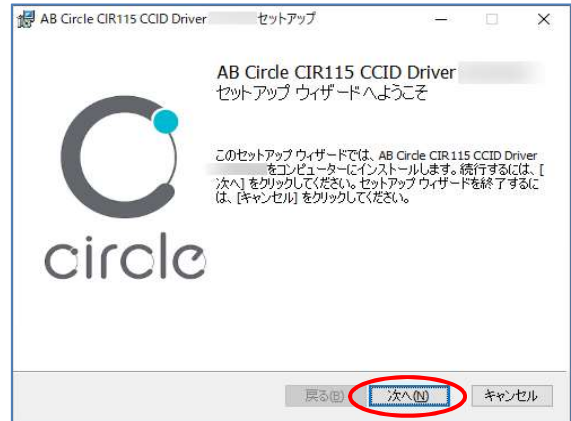 AB Circle CIR115 CCID Driver セットアップ
AB Circle CIR115 CCID Driver
セットアップ ウィザードへようこそ
このセットアップ ウィザードでは、AB Circle CIR115 CCID Driver
をコンピューターにインストールします。続行するには、[
次へ] をクリックしてください。セットアップ ウィザードを終了するに
は、[キャンセル] をクリックしてください。
circle
戻る(B) 次へ(N) キャンセル